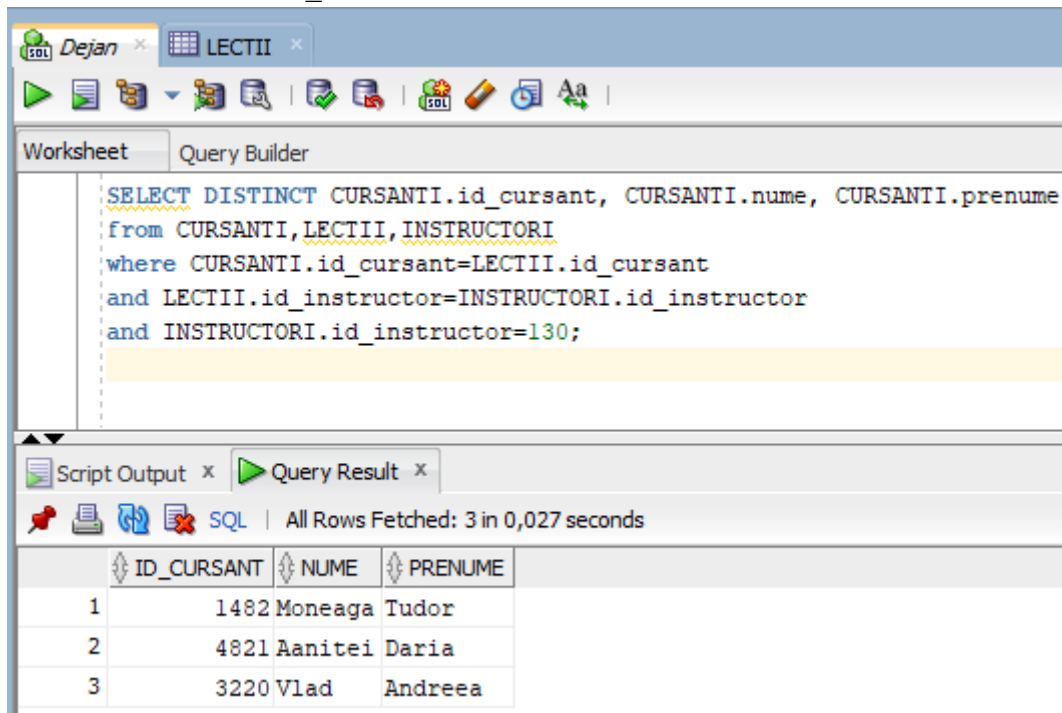 _
Dejan
LECTII
Worksheet Query Builder
SELECT DISTINCT CURSANTI.id_cursant, CURSANTI.nume, CURSANTI.prenume
from CURSANTI,LECTII,INSTRUCTORI
where CURSANTI.id_cursant=LECTII.id_cursant
and LECTII.id_instructor=INSTRUCTORI.id_instructor
and INSTRUCTORI.id_instructor=130;
Script Output x Query Result x
SQL | All Rows Fetched: 3 in 0,027 seconds
ID_CURSANT NUME PRENUME
1 1482 Moneaga Tudor
2 4821 Aanitei Daria
3 3220 Vlad Andreea